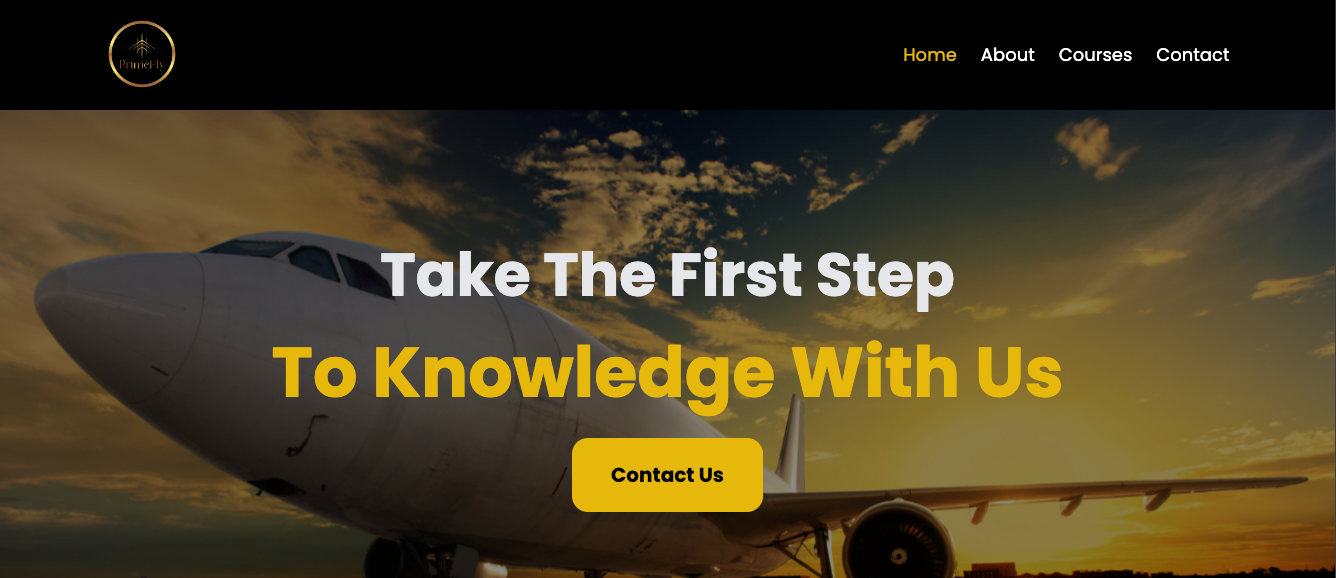 PrimeFly
Home About Courses Contact
Take The First Step
To Knowledge With Us
Contact Us